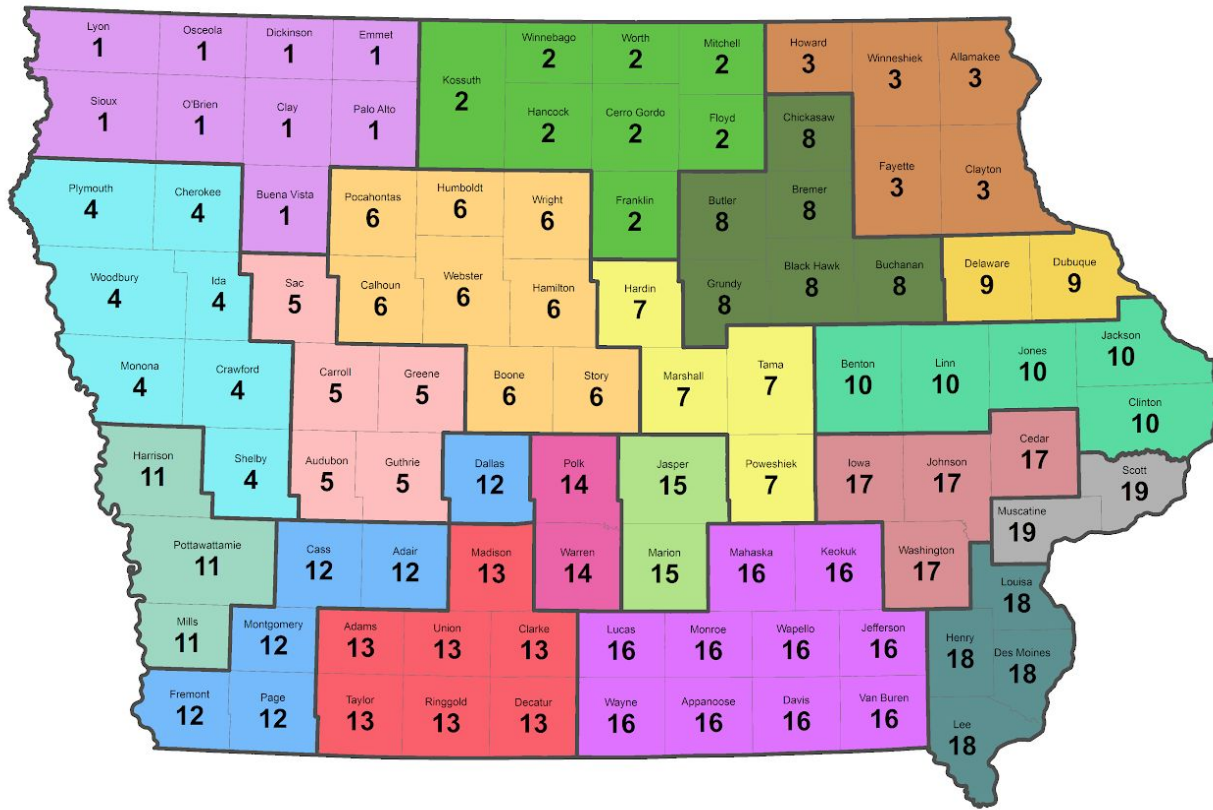 Lyon
1
Osceola
1
Dickinson
1
Emmet
1
Kossuth
2
Winnebago
2
Worth
2
Mitchell
2
Howard
3
Winneshiek
3
Allamakee
3
Sioux
1
O'Brien
1
Clay
1
Palo Alto
1
Hancock
2
Cerro Gordo
2
Floyd
2
Chickasaw
8
Fayette
3
Clayton
3
Plymouth
4
Cherokee
4
Buena Vista
1
Pocahontas
6
Humboldt
6
Wright
6
Franklin
2
Butler
8
Bremer
8
Woodbury
4
Ida
4
Sac
5
Calhoun
6
Webster
6
Hamilton
6
Hardin
7
Grundy
8
Black Hawk
8
Buchanan
8
Delaware
9
Dubuque
9
Monona
4
Crawford
4
Carroll
5
Greene
5
Boone
6
Story
6
Marshall
7
Tama
7
Benton
10
Linn
10
Jones
10
Jackson
10
Clinton
10
Harrison
11
Shelby
4
Audubon
5
Guthrie
5
Dallas
12
Polk
14
Jasper
15
Poweshiek
7
Iowa
17
Johnson
17
Cedar
17
Scott
19
Muscatine
19
Pottawattamie
11
Cass
12
Adair
12
Madison
13
Warren
14
Marion
15
Mahaska
16
Keokuk
16
Washington
17
Louisa
18
Mills
11
Montgomery
12
Adams
13
Union
13
Clarke
13
Lucas
16
Monroe
16
Wapello
16
Jefferson
16
Henry
18
Des Moines
18
Fremont
12
Page
12
Taylor
13
Ringgold
13
Decatur
13
Wayne
16
Appanoose
16
Davis
16
Van Buren
16
Lee
18